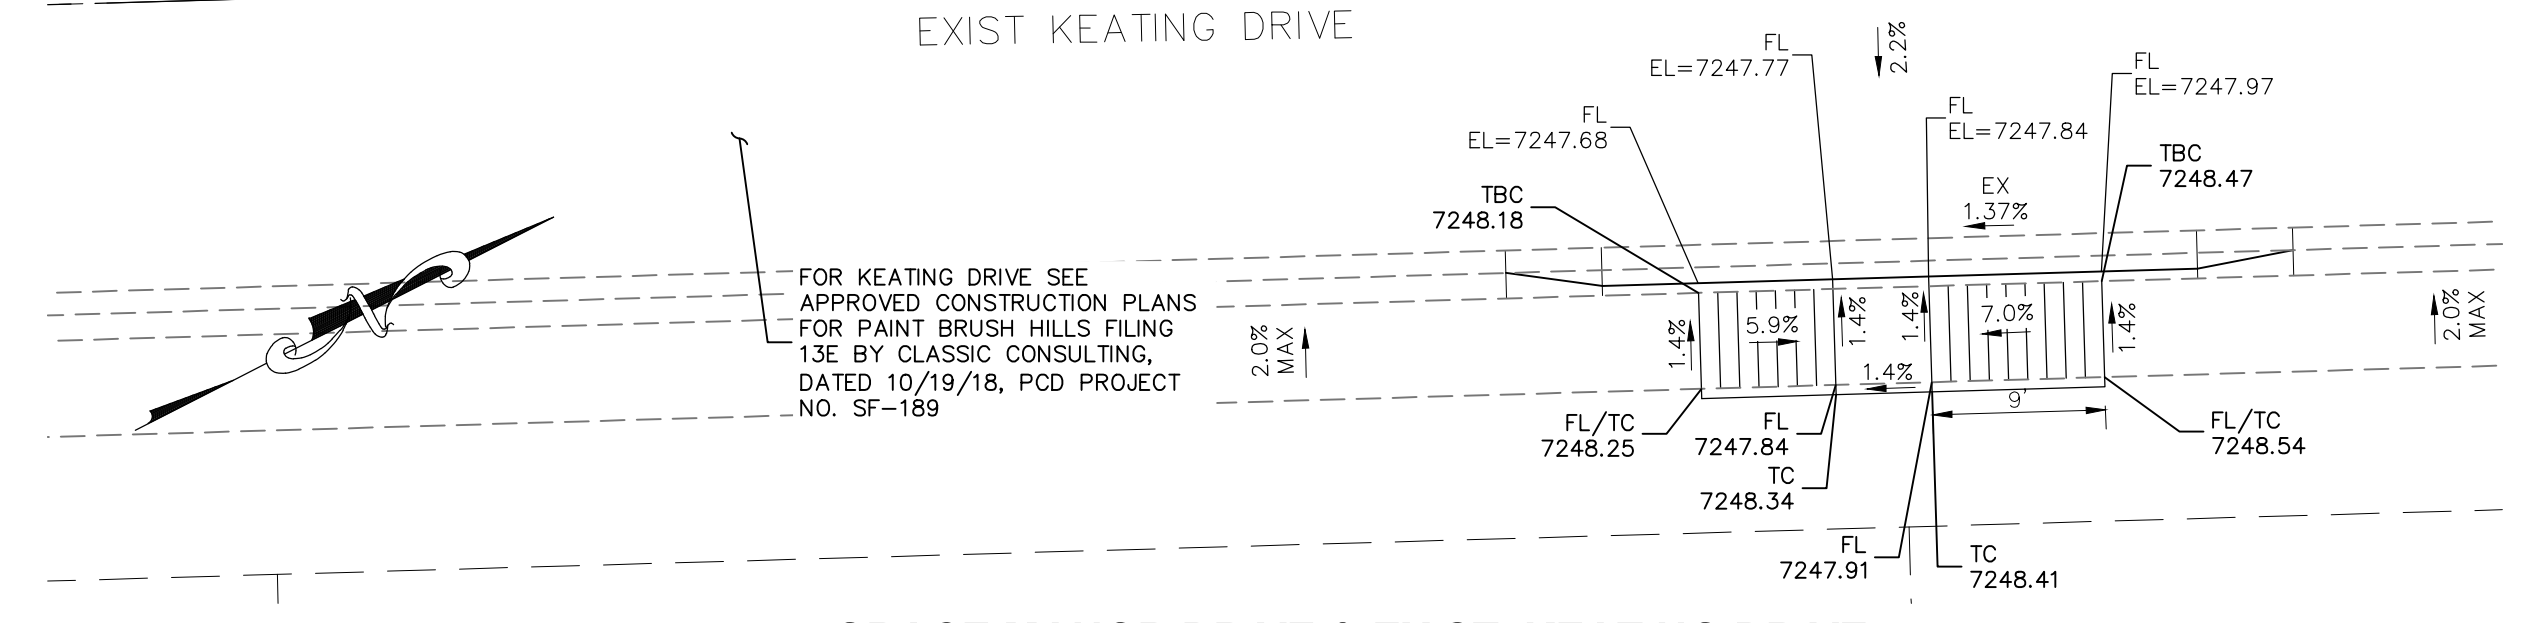 EXIST KEATING DRIVE
FL
EL=7247.77
2.2%
FL
EL=7247.97
FL
EL=7247.68
FL
EL=7247.84
TBC
7248.47
TBC
7248.18
EX
1.37%
FOR KEATING DRIVE SEE
APPROVED CONSTRUCTION PLANS
FOR PAINT BRUSH HILLS FILING
13E BY CLASSIC CONSULTING,
DATED 10/19/18, PCD PROJECT
NO. SF-189
2.0%
MAX
1.4%
5.9%
1.4%
1.4%
7.0%
1.4%
2.0%
MAX
1.4%
9'
FL/TC
7248.25
FL
7247.84
TC
7248.34
FL/TC
7248.54
FL
7247.91
TC
7248.41